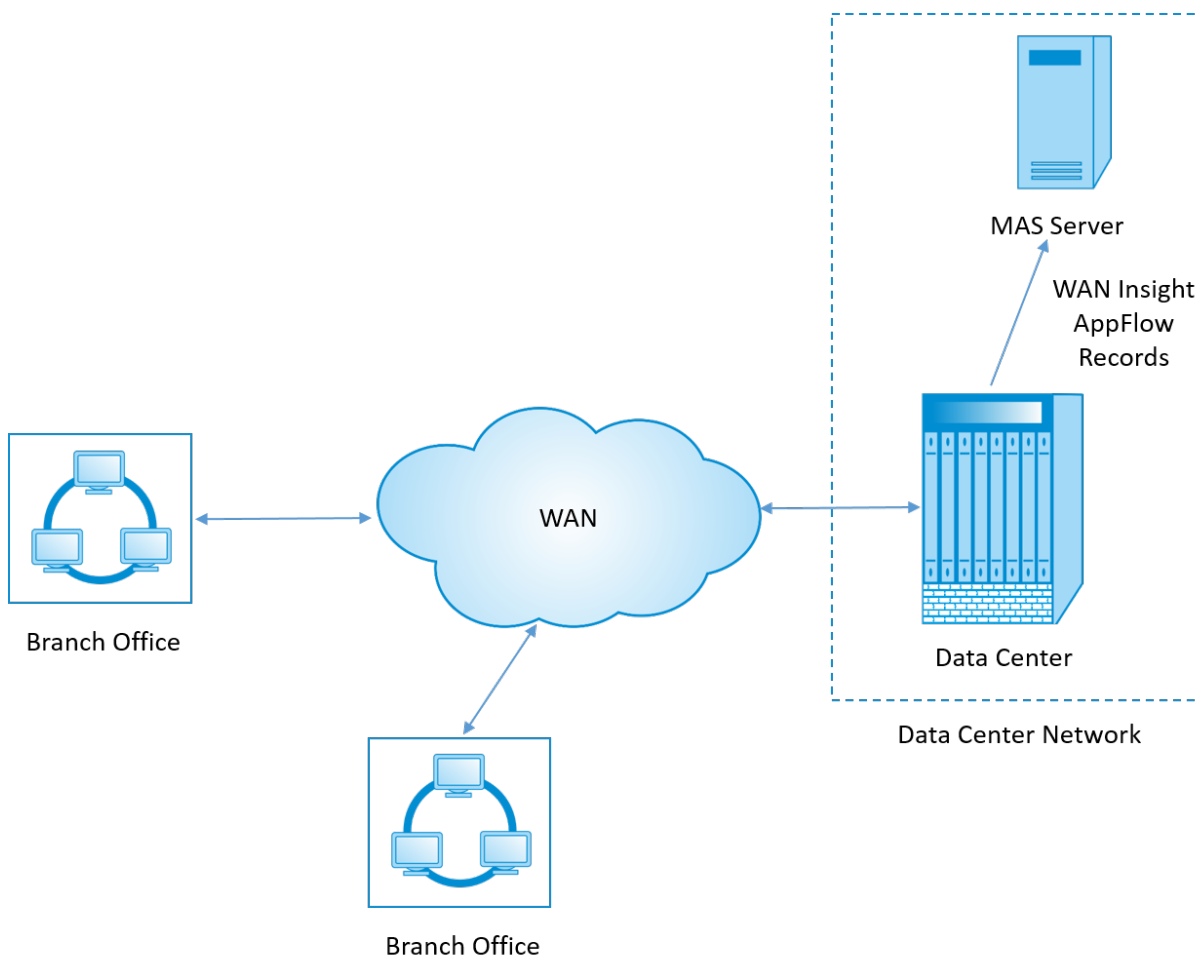 MAS Server
WAN Insight
AppFlow
Records
WAN
Branch Office
Data Center
Data Center Network
Branch Office